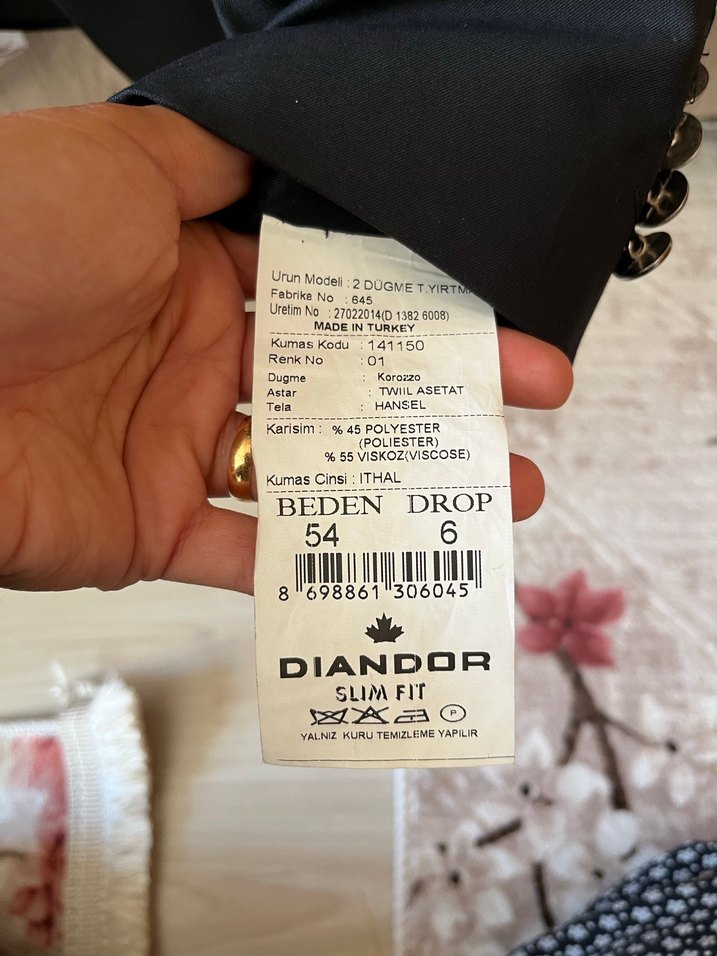 Urun Modeli : 2 DÜGME T.YIRTM
Fabrika No : 645
Uretim No : 27022014(D 1382 6008)
MADE IN TURKEY
Kumas Kodu : 141150
Renk No : 01
Dugme : Korozzo
Astar : TWIIL ASETAT
Tela : HANSEL
Karisim : % 45 POLYESTER
(POLIESTER)
% 55 VISKOZ(VISCOSE)
Kumas Cinsi : ITHAL
BEDEN DROP
54 6
8 698861 306045
DIANDOR
SLIM FIT
P
YALNIZ KURU TEMIZLEME YAPILIR